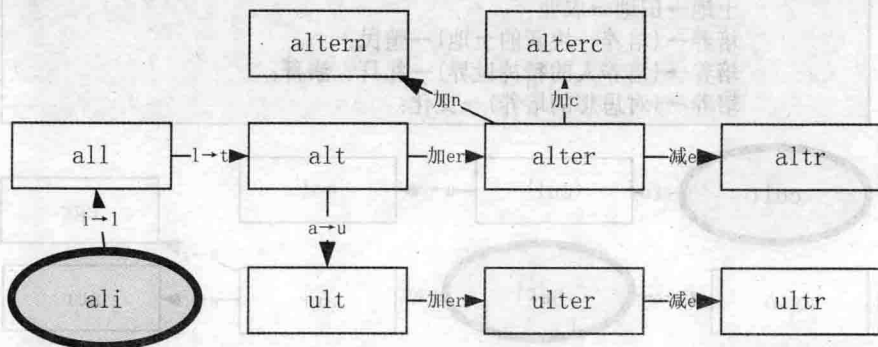 altern alterc
加n 加c
all l→t alt 加er alter 减e altr
i→l a→u
ali ult 加er ulter 减e ultr